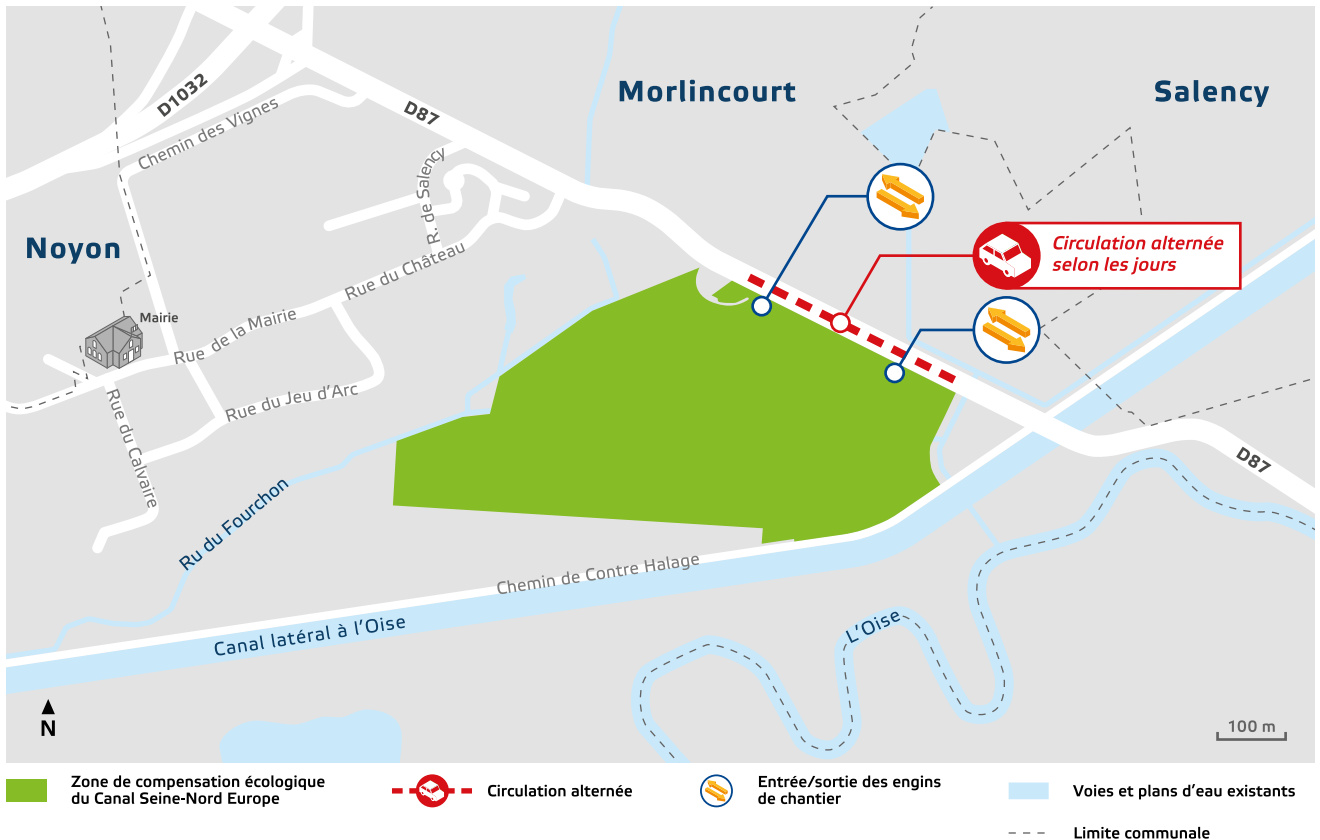 Morlincourt
Salency
D1032
D87
Chemin des Vignes
R. de Salency
Noyon
Circulation alternée
selon les jours
Rue du Château
Mairie
Rue de la Mairie
Rue du Jeu d'Arc
Rue du Calvaire
D87
Ru du Fourchon
Chemin de Contre Halage
Canal latéral à l'Oise
L'Oise
N
100 m
Zone de compensation écologique
du Canal Seine-Nord Europe
Circulation alternée
Entrée/sortie des engins
de chantier
Voies et plans d'eau existants
Limite communale